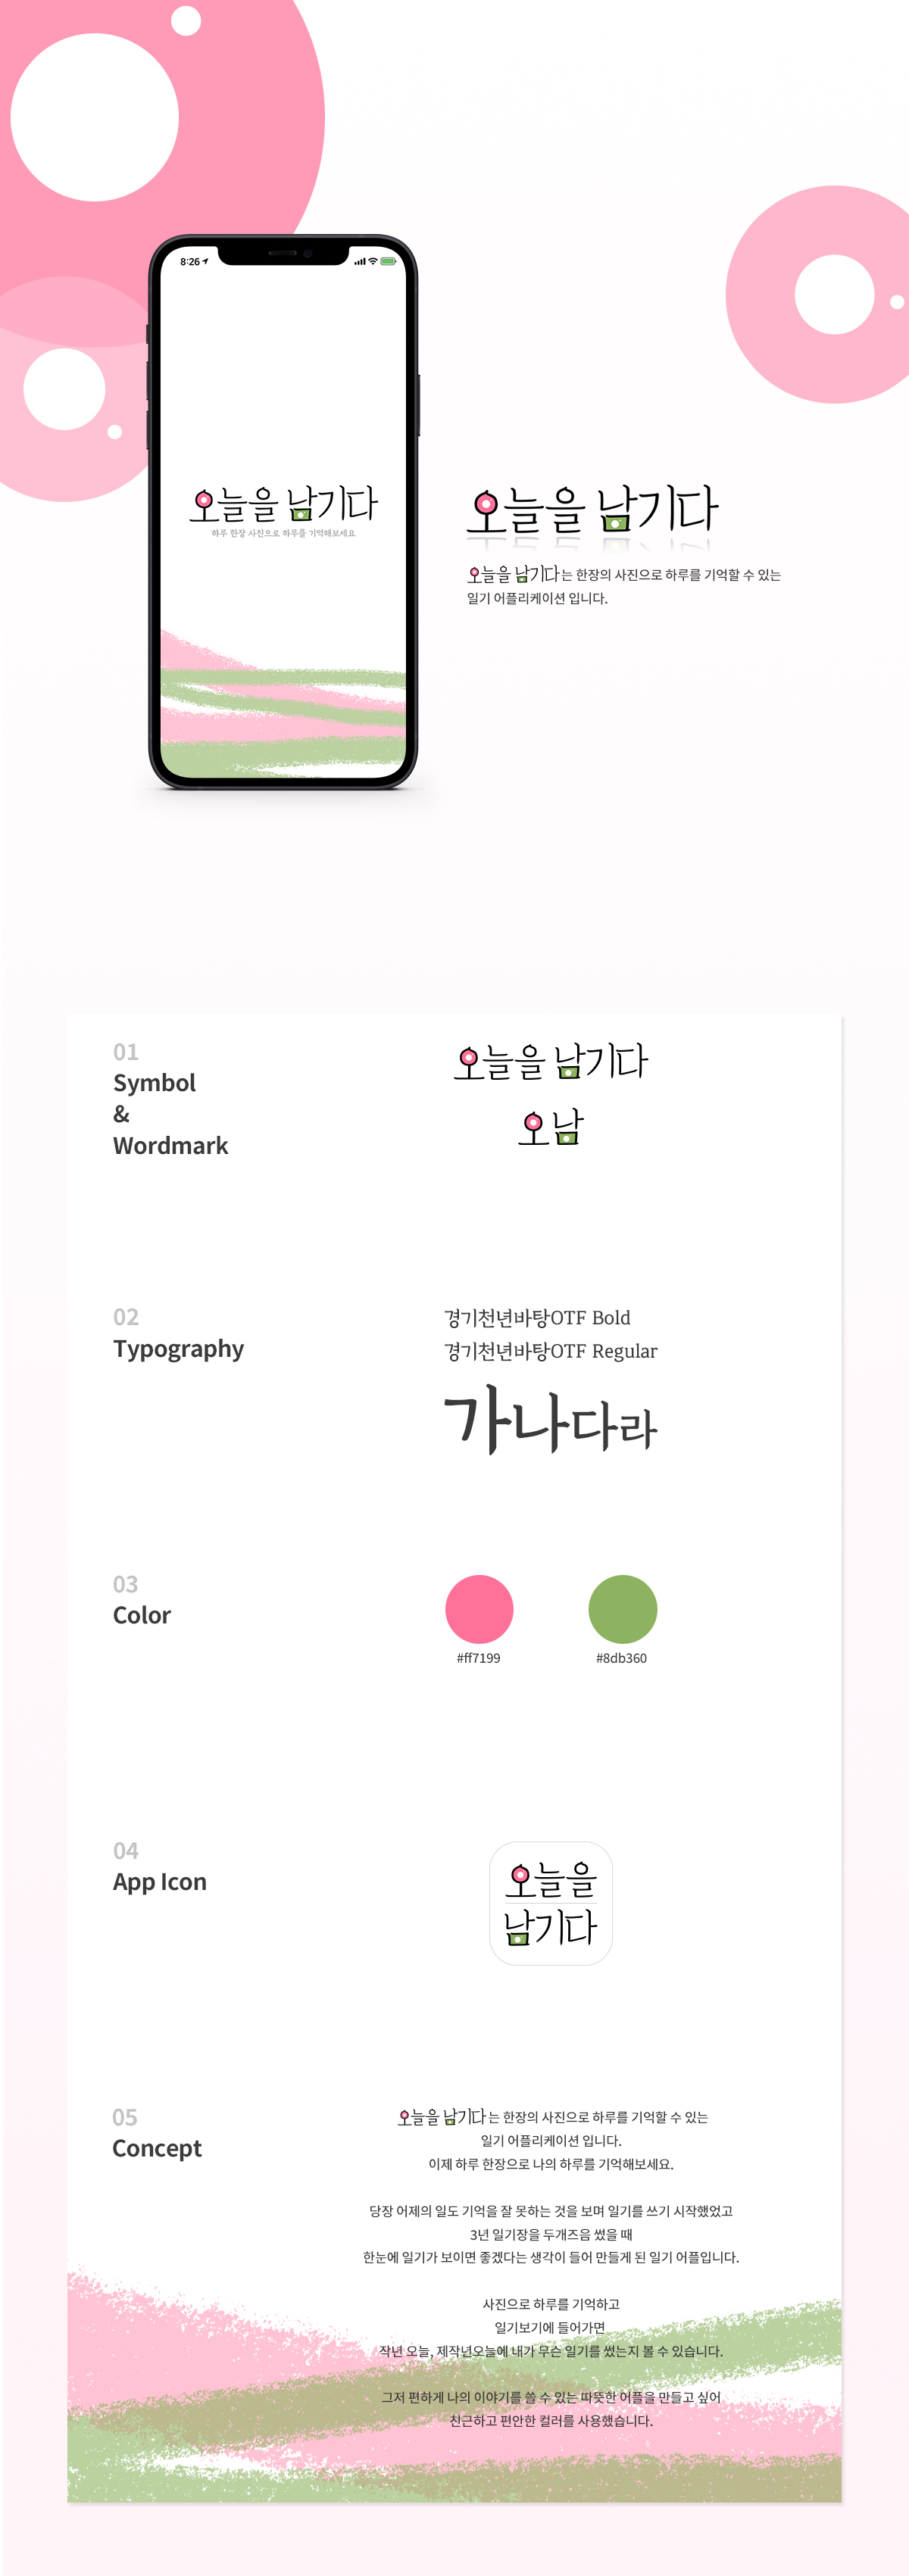 8:26
오늘을 남기다
하루 한장 사진으로 하루를 기억해보세요
오늘을 남기다
오늘을 남기다는 한장의 사진으로 하루를 기억할 수 있는
일기 어플리케이션 입니다.
01
Symbol
&
Wordmark
오늘을 남기다
오남
02
Typography
경기천년바탕OTF Bold
경기천년바탕OTF Regular
가나다라
03
Color
#ff7199
#8db360
04
App Icon
오늘을
남기다
05
Concept
오늘을 남기다는 한장의 사진으로 하루를 기억할 수 있는
일기 어플리케이션 입니다.
이제 하루 한장으로 나의 하루를 기억해보세요.
당장 어제의 일도 기억을 잘 못하는 것을 보며 일기를 쓰기 시작했었고
3년 일기장을 두개즈음 썼을 때
한눈에 일기가 보이면 좋겠다는 생각이 들어 만들게 된 일기 어플입니다.
사진으로 하루를 기억하고
일기보기에 들어가면
작년 오늘, 제작년오늘에 내가 무슨 일기를 썼는지 볼 수 있습니다.
그저 편하게 나의 이야기를 쓸 수 있는 따뜻한 어플을 만들고 싶어
친근하고 편안한 컬러를 사용했습니다.